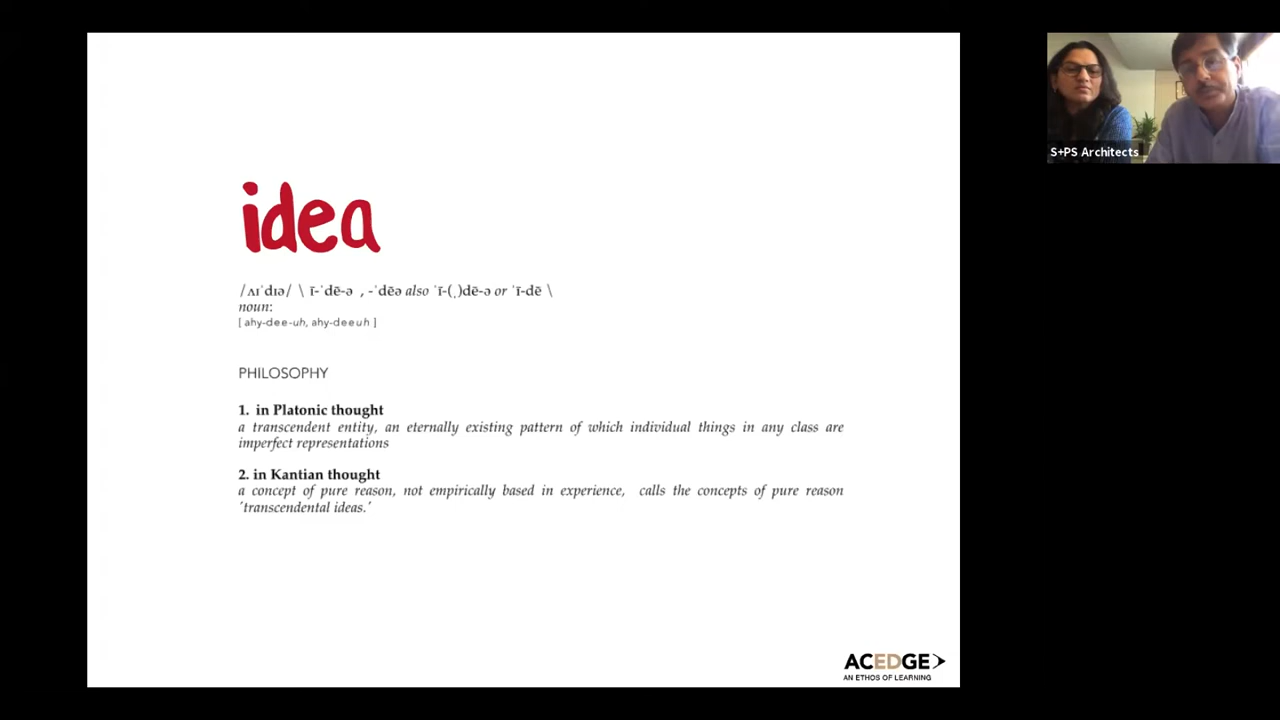 idea
/ʌɪˈdɪə/ \ ī-ˈdē-ə , -ˈdēə also ˈī-(ˌ)dē-ə or ˈī-dē \
noun:
[ ahy-dee-uh, ahy-deeuh ]
PHILOSOPHY
1. in Platonic thought
a transcendent entity, an eternally existing pattern of which individual things in any class are
imperfect representations
2. in Kantian thought
a concept of pure reason, not empirically based in experience, calls the concepts of pure reason
'transcendental ideas.'
S+PS Architects
ACEDGE
AN ETHOS OF LEARNING